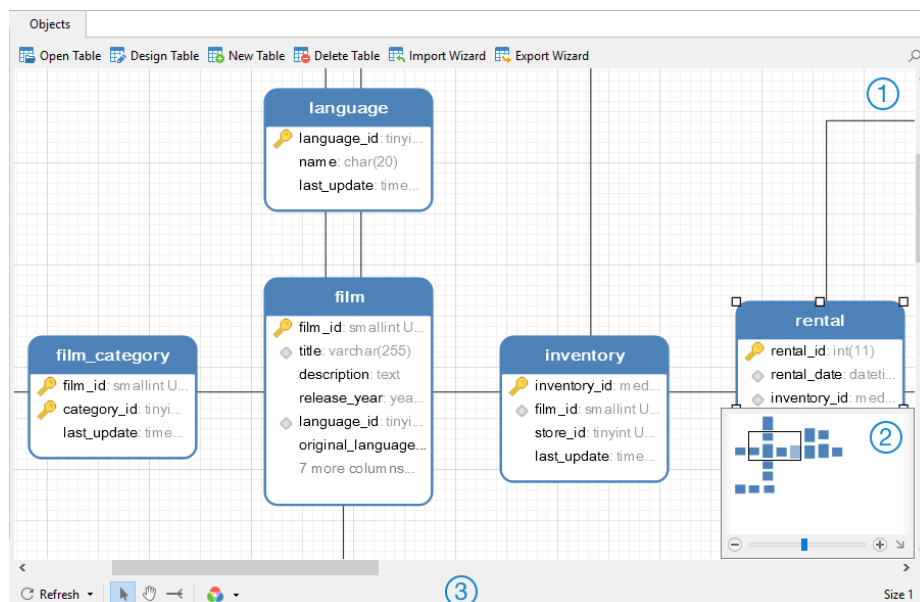 Objects
Open Table Design Table New Table Delete Table Import Wizard Export Wizard
1
language
language_id: tinyi...
name: char(20)
last_update: time...
film
film_id: smallint U...
title: varchar(255)
description: text
release_year: yea...
language_id: tinyi...
original_language...
7 more columns...
film_category
film_id: smallint U...
category_id: tinyi...
last_update: time...
inventory
inventory_id: med...
film_id: smallint U...
store_id: tinyint U...
last_update: time...
rental
rental_id: int(11)
rental_date: dateti...
inventory_id: med...
2
Refresh
3
Size 1